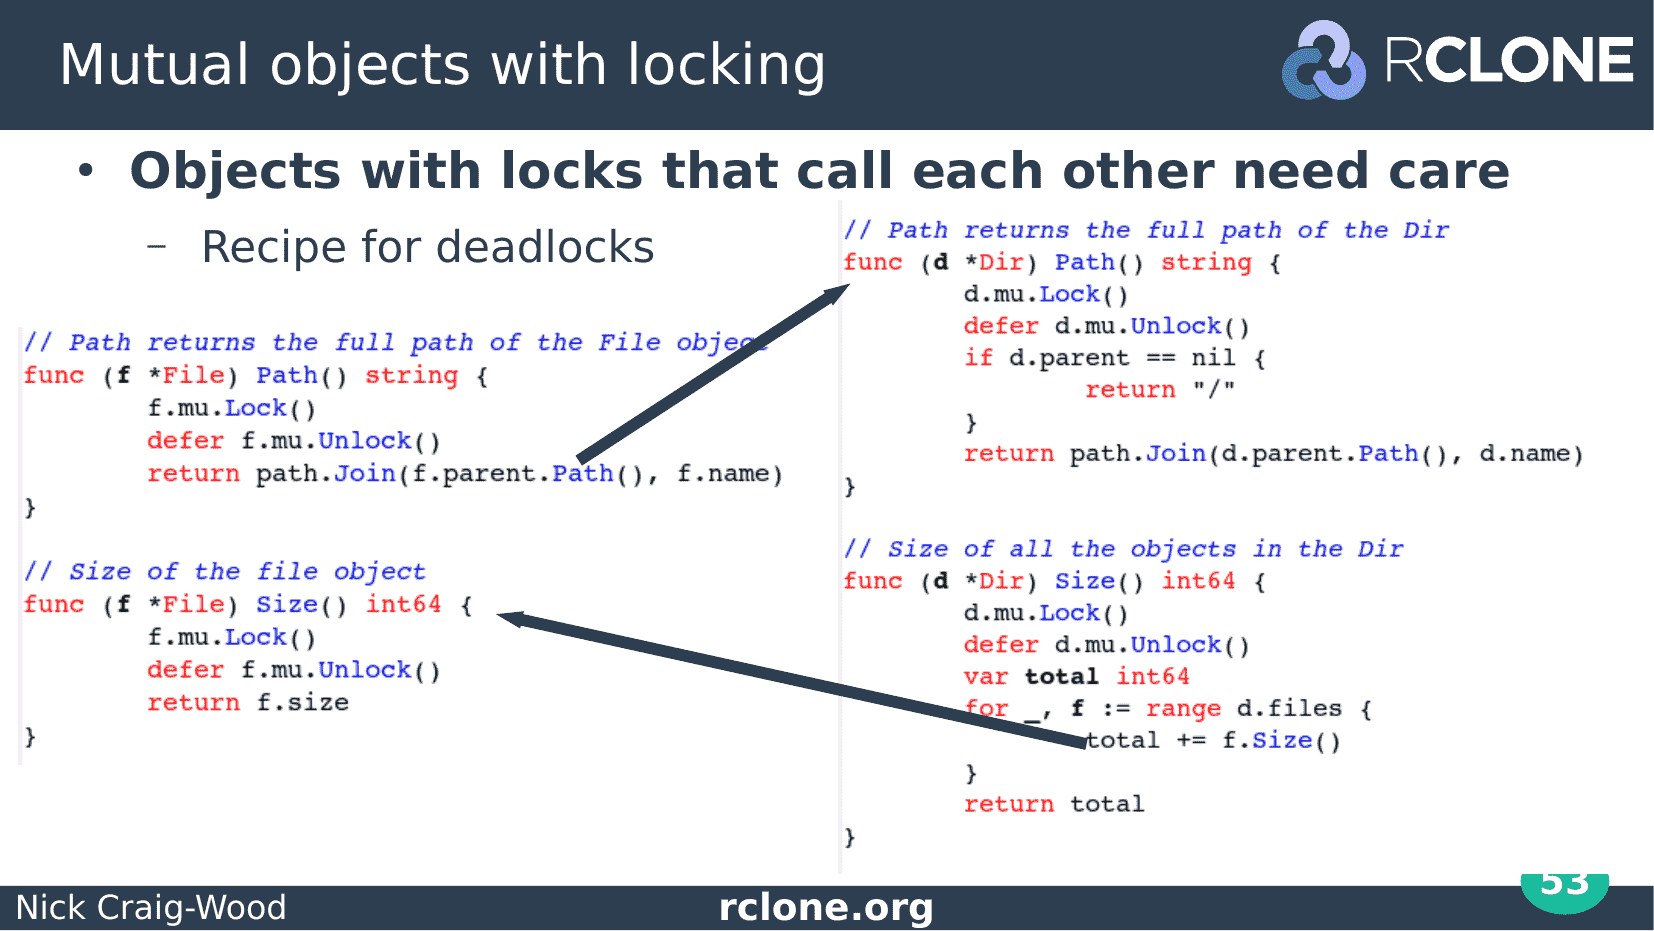 Mutual objects with locking
RCLONE
• Objects with locks that call each other need care
– Recipe for deadlocks
// Path returns the full path of the File object
func (f *File) Path() string {
f.mu.Lock()
defer f.mu.Unlock()
return path.Join(f.parent.Path(), f.name)
}
// Size of the file object
func (f *File) Size() int64 {
f.mu.Lock()
defer f.mu.Unlock()
return f.size
}
// Path returns the full path of the Dir
func (d *Dir) Path() string {
d.mu.Lock()
defer d.mu.Unlock()
if d.parent == nil {
return "/"
}
return path.Join(d.parent.Path(), d.name)
}
// Size of all the objects in the Dir
func (d *Dir) Size() int64 {
d.mu.Lock()
defer d.mu.Unlock()
var total int64
for _, f := range d.files {
total += f.Size()
}
return total
}
Nick Craig-Wood
rclone.org
53